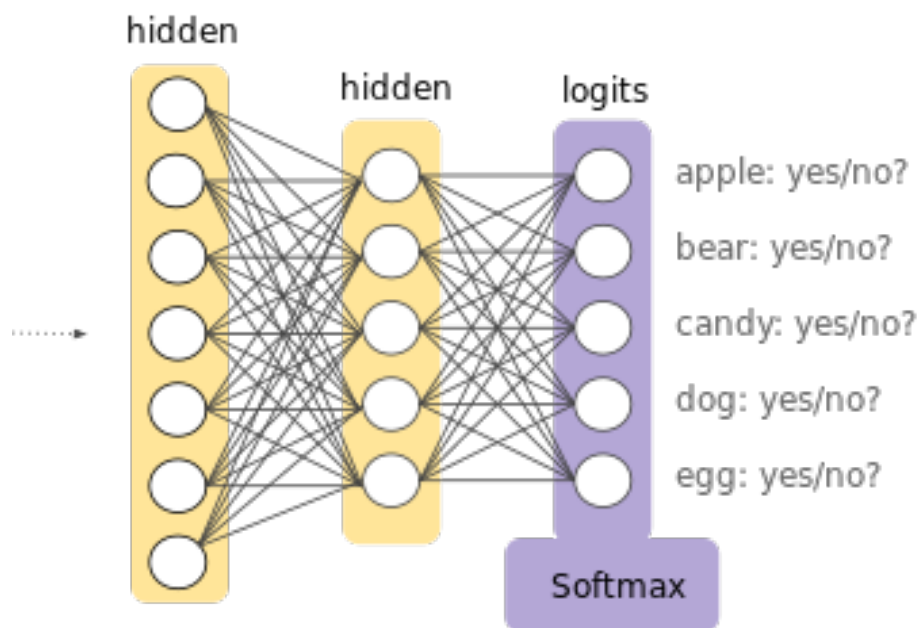 hidden
hidden
logits
apple: yes/no?
bear: yes/no?
candy: yes/no?
dog: yes/no?
egg: yes/no?
Softmax